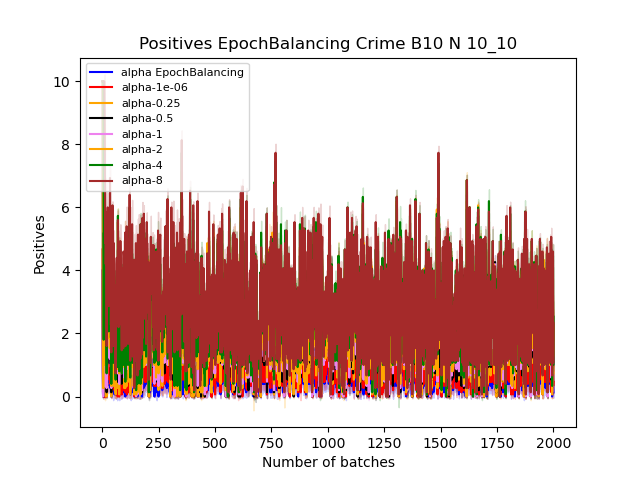 Positives EpochBalancing Crime B10 N 10_10
alpha EpochBalancing
alpha-1e-06
alpha-0.25
alpha-0.5
alpha-1
alpha-2
alpha-4
alpha-8
10
8
6
4
2
0
Positives
0 250 500 750 1000 1250 1500 1750 2000
Number of batches